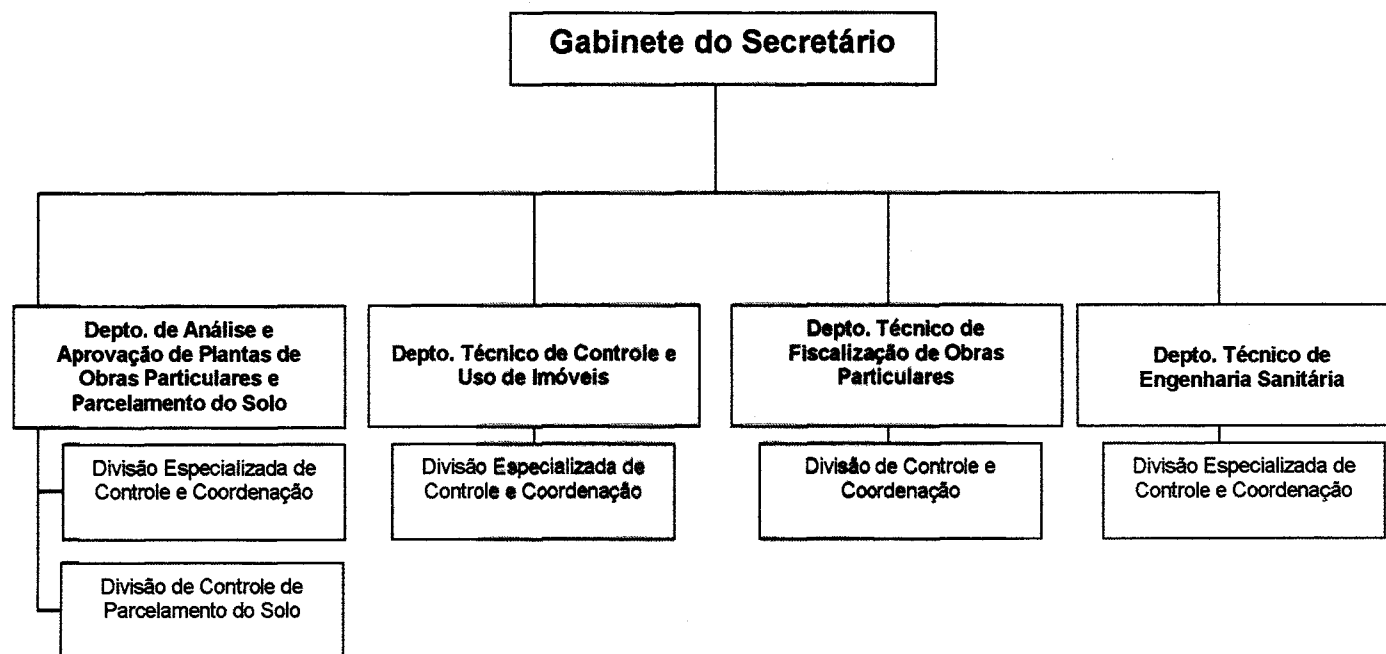 Gabinete do Secretário
Depto. de Análise e
Aprovação de Plantas de
Obras Particulares e
Parcelamento do Solo
Depto. Técnico de Controle e
Uso de Imóveis
Depto. Técnico de
Fiscalização de Obras
Particulares
Depto. Técnico de
Engenharia Sanitária
Divisão Especializada de
Controle e Coordenação
Divisão Especializada de
Controle e Coordenação
Divisão de Controle e
Coordenação
Divisão Especializada de
Controle e Coordenação
Divisão de Controle de
Parcelamento do Solo